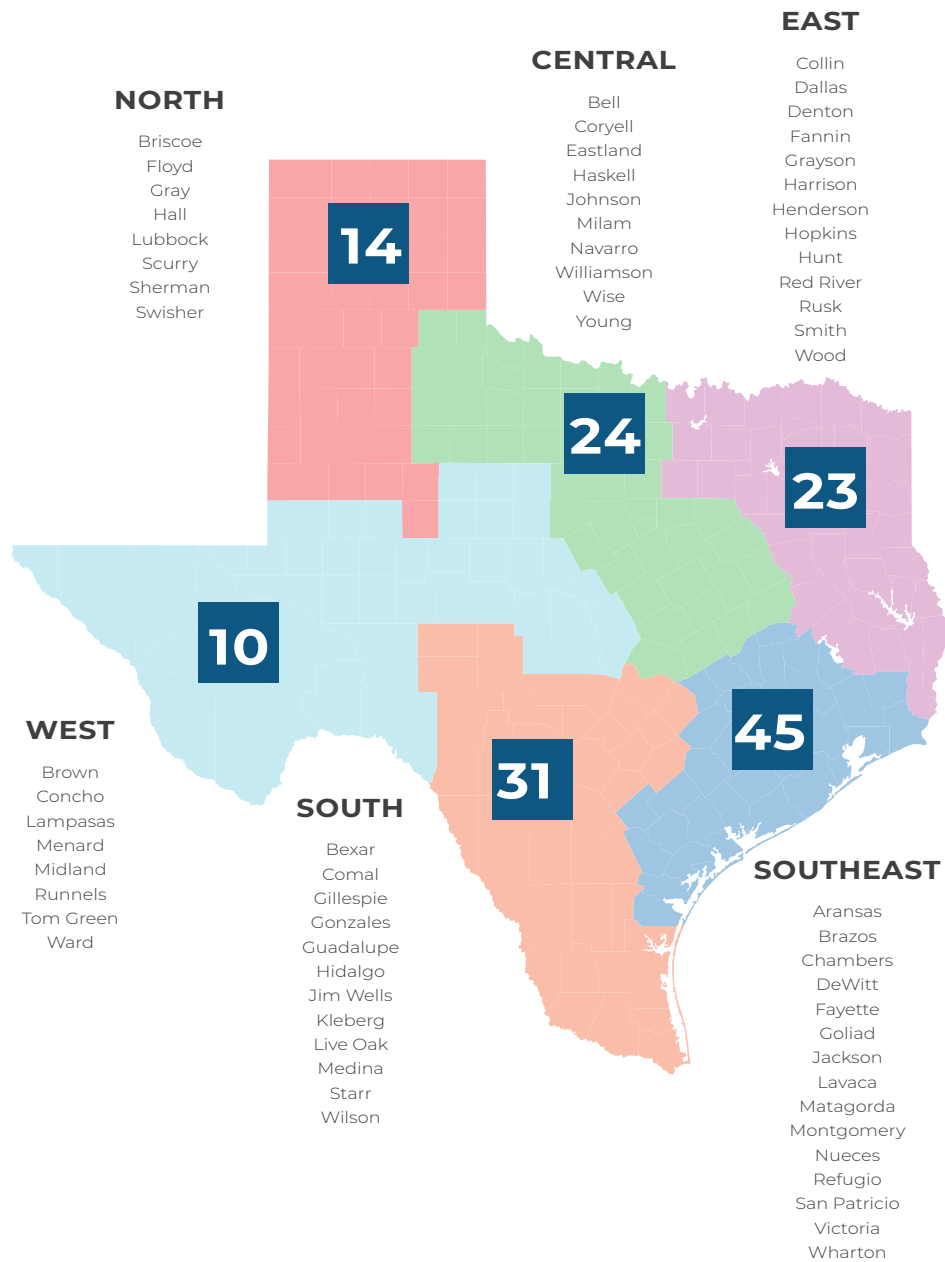 NORTH
Briscoe
Floyd
Gray
Hall
Lubbock
Scurry
Sherman
Swisher
14
CENTRAL
Bell
Coryell
Eastland
Haskell
Johnson
Milam
Navarro
Williamson
Wise
Young
24
EAST
Collin
Dallas
Denton
Fannin
Grayson
Harrison
Henderson
Hopkins
Hunt
Red River
Rusk
Smith
Wood
23
10
WEST
Brown
Concho
Lampasas
Menard
Midland
Runnels
Tom Green
Ward
31
SOUTH
Bexar
Comal
Gillespie
Gonzales
Guadalupe
Hidalgo
Jim Wells
Kleberg
Live Oak
Medina
Starr
Wilson
45
SOUTHEAST
Aransas
Brazos
Chambers
DeWitt
Fayette
Goliad
Jackson
Lavaca
Matagorda
Montgomery
Nueces
Refugio
San Patricio
Victoria
Wharton